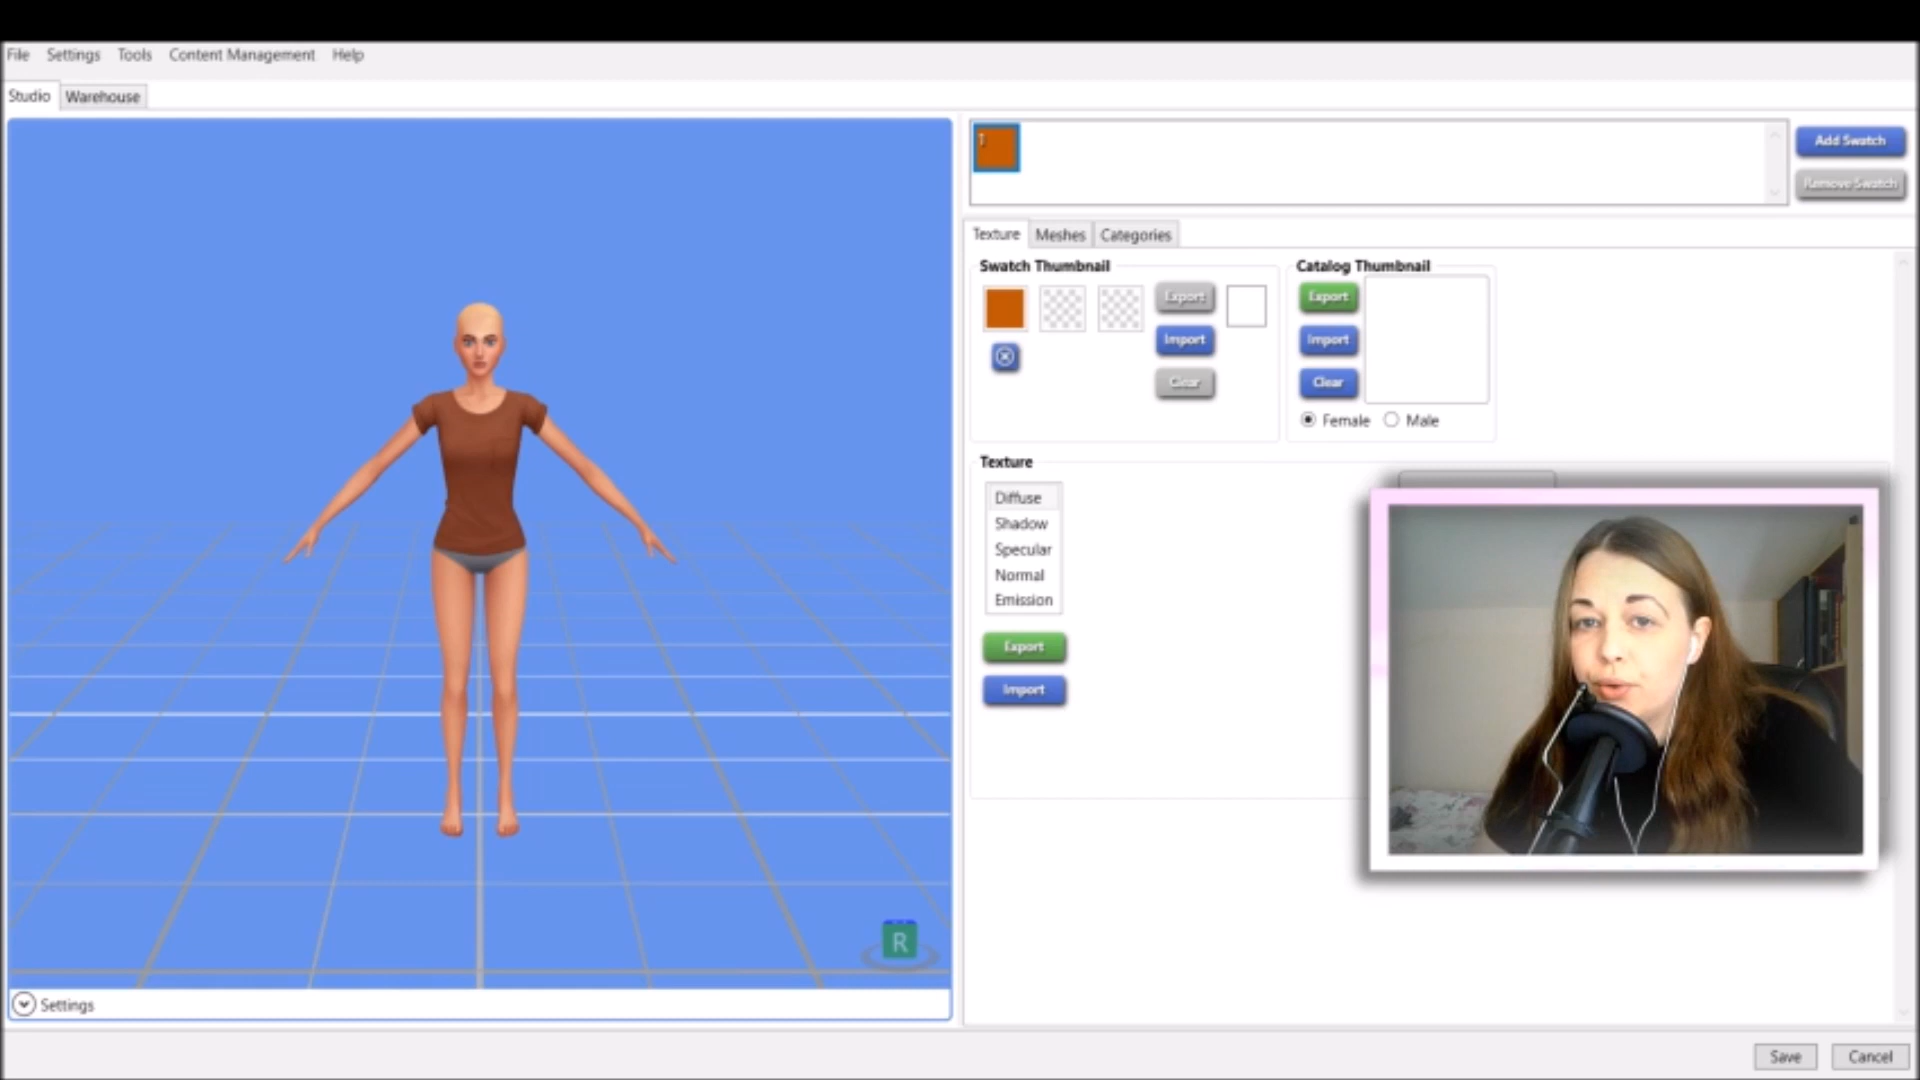 File Settings Tools Content Management Help
Studio Warehouse
1
Add Swatch
Remove Swatch
Texture Meshes Categories
Swatch Thumbnail
Export
Import
Clear
Catalog Thumbnail
Export
Import
Clear
Female Male
Texture
Diffuse
Shadow
Specular
Normal
Emission
Export
Import
R
Settings
Save Cancel